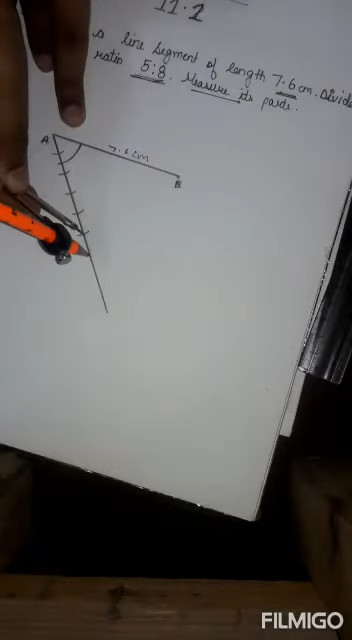 11.2
a line segment of length 7.6 cm. Divide
ratio 5:8. Measure its parts.
A
7.6 cm
B
FILMIGO